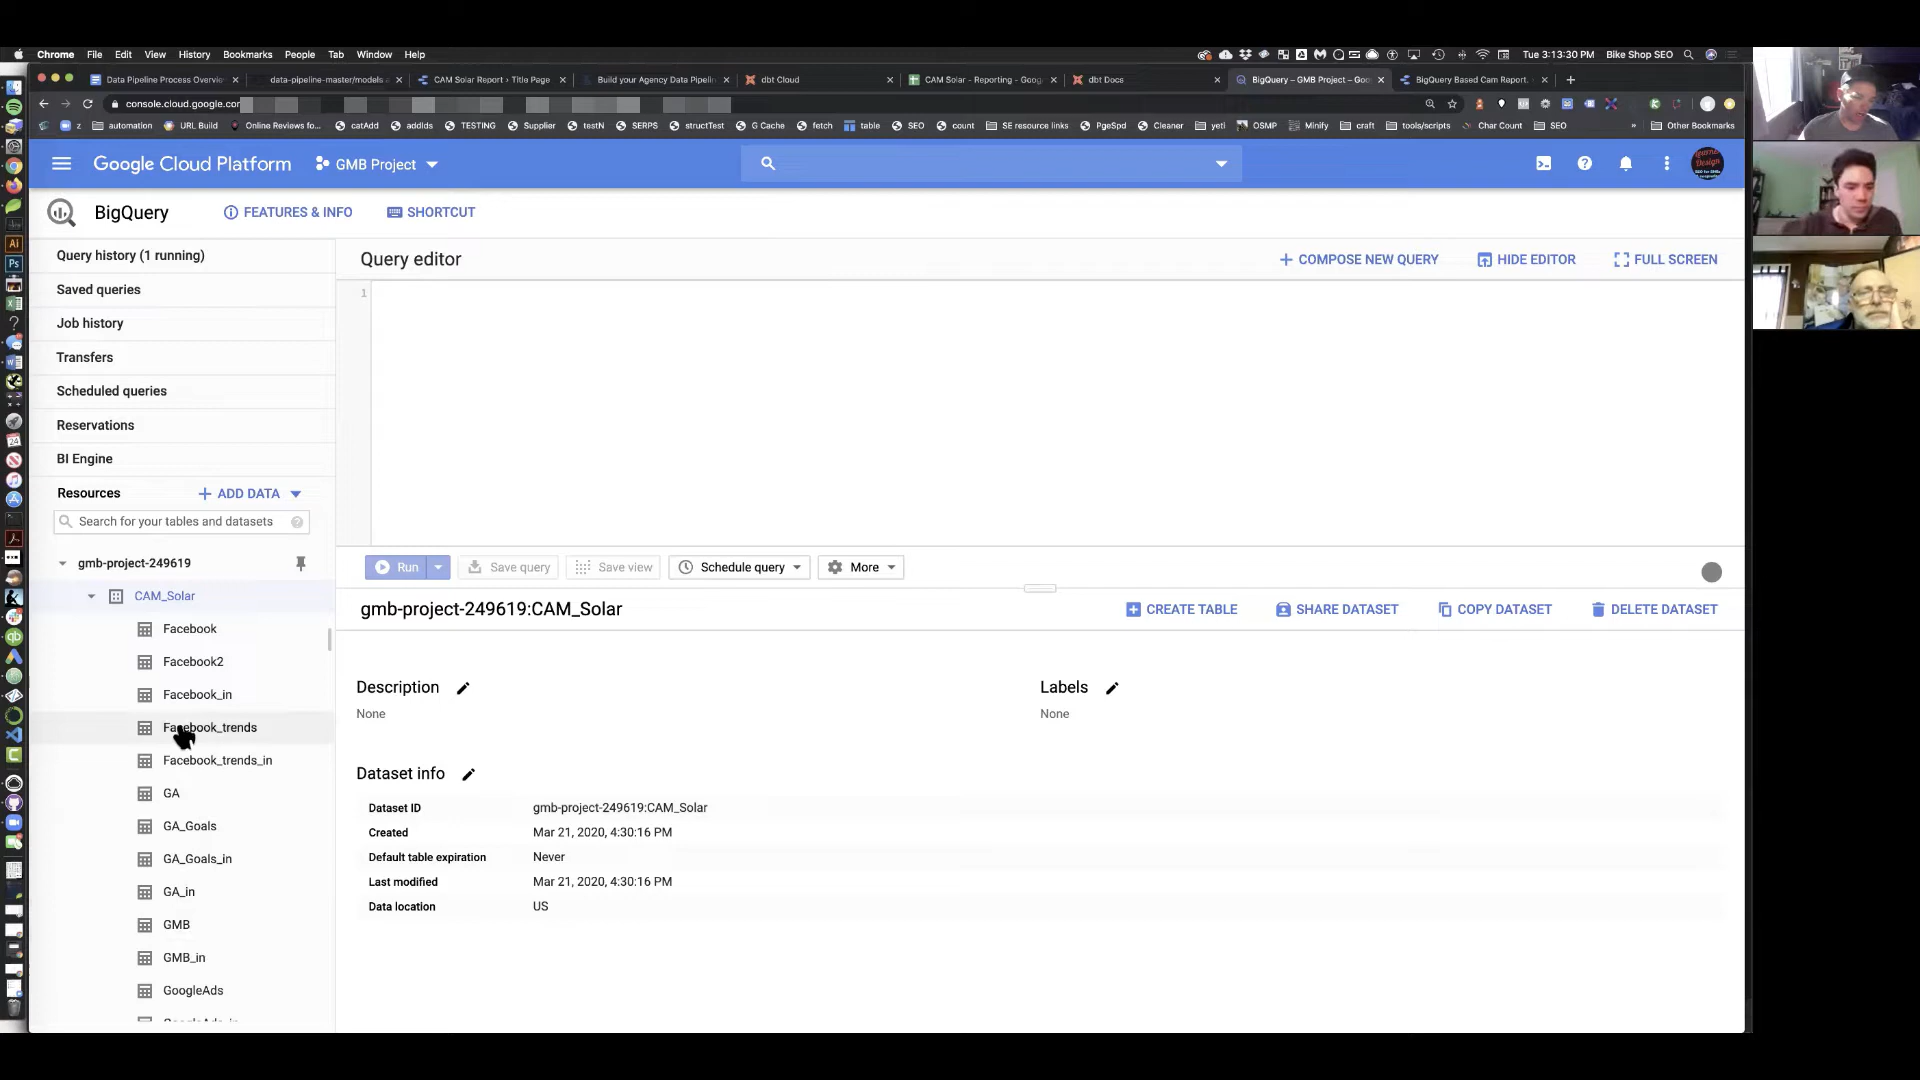 Chrome File Edit View History Bookmarks People Tab Window Help Tue 3:13:30 PM Bike Shop SEO
Data Pipeline Process Overview data-pipeline-master/models a CAM Solar Report › Title Page Build your Agency Data Pipelin dbt Cloud CAM Solar - Reporting - Goog dbt Docs BigQuery – GMB Project – Goo BigQuery Based Cam Report.
console.cloud.google.com
z automation URL Build Online Reviews fo... catAdd addIds TESTING Supplier testN SERPS structTest G Cache fetch table SEO count SE resource links PgeSpd Cleaner yeti OSMP Minify craft tools/scripts Char Count SEO » Other Bookmarks
Google Cloud Platform GMB Project
BigQuery FEATURES & INFO SHORTCUT
Query history (1 running)
Query editor COMPOSE NEW QUERY HIDE EDITOR FULL SCREEN
1
Saved queries
Job history
Transfers
Scheduled queries
Reservations
BI Engine
Resources ADD DATA
Search for your tables and datasets
gmb-project-249619
CAM_Solar
Facebook
Facebook2
Facebook_in
Facebook_trends
Facebook_trends_in
GA
GA_Goals
GA_Goals_in
GA_in
GMB
GMB_in
GoogleAds
Run Save query Save view Schedule query More
gmb-project-249619:CAM_Solar CREATE TABLE SHARE DATASET COPY DATASET DELETE DATASET
Description Labels
None None
Dataset info
Dataset ID gmb-project-249619:CAM_Solar
Created Mar 21, 2020, 4:30:16 PM
Default table expiration Never
Last modified Mar 21, 2020, 4:30:16 PM
Data location US